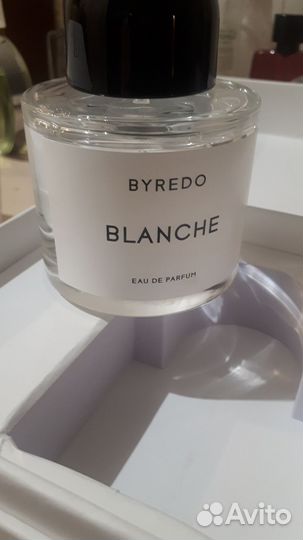 BYREDO
BLANCHE
EAU DE PARFUM
Avito